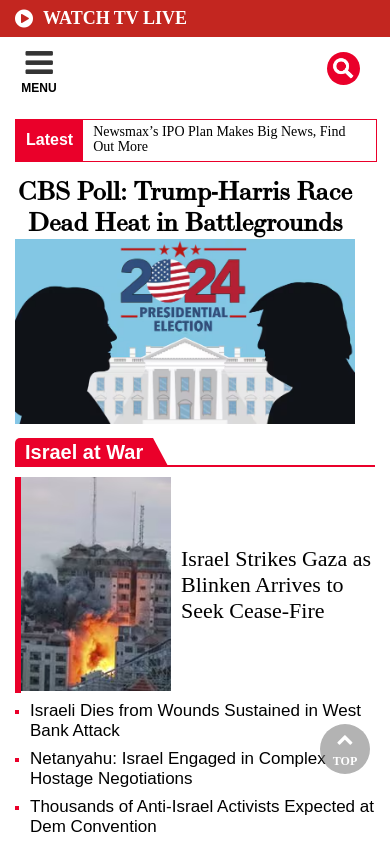 WATCH TV LIVE
MENU
Latest
Newsmax’s IPO Plan Makes Big News, Find
Out More
CBS Poll: Trump-Harris Race
Dead Heat in Battlegrounds
2024
PRESIDENTIAL
ELECTION
Israel at War
Israel Strikes Gaza as
Blinken Arrives to
Seek Cease-Fire
Israeli Dies from Wounds Sustained in West
Bank Attack
Netanyahu: Israel Engaged in Complex
Hostage Negotiations
TOP
Thousands of Anti-Israel Activists Expected at
Dem Convention